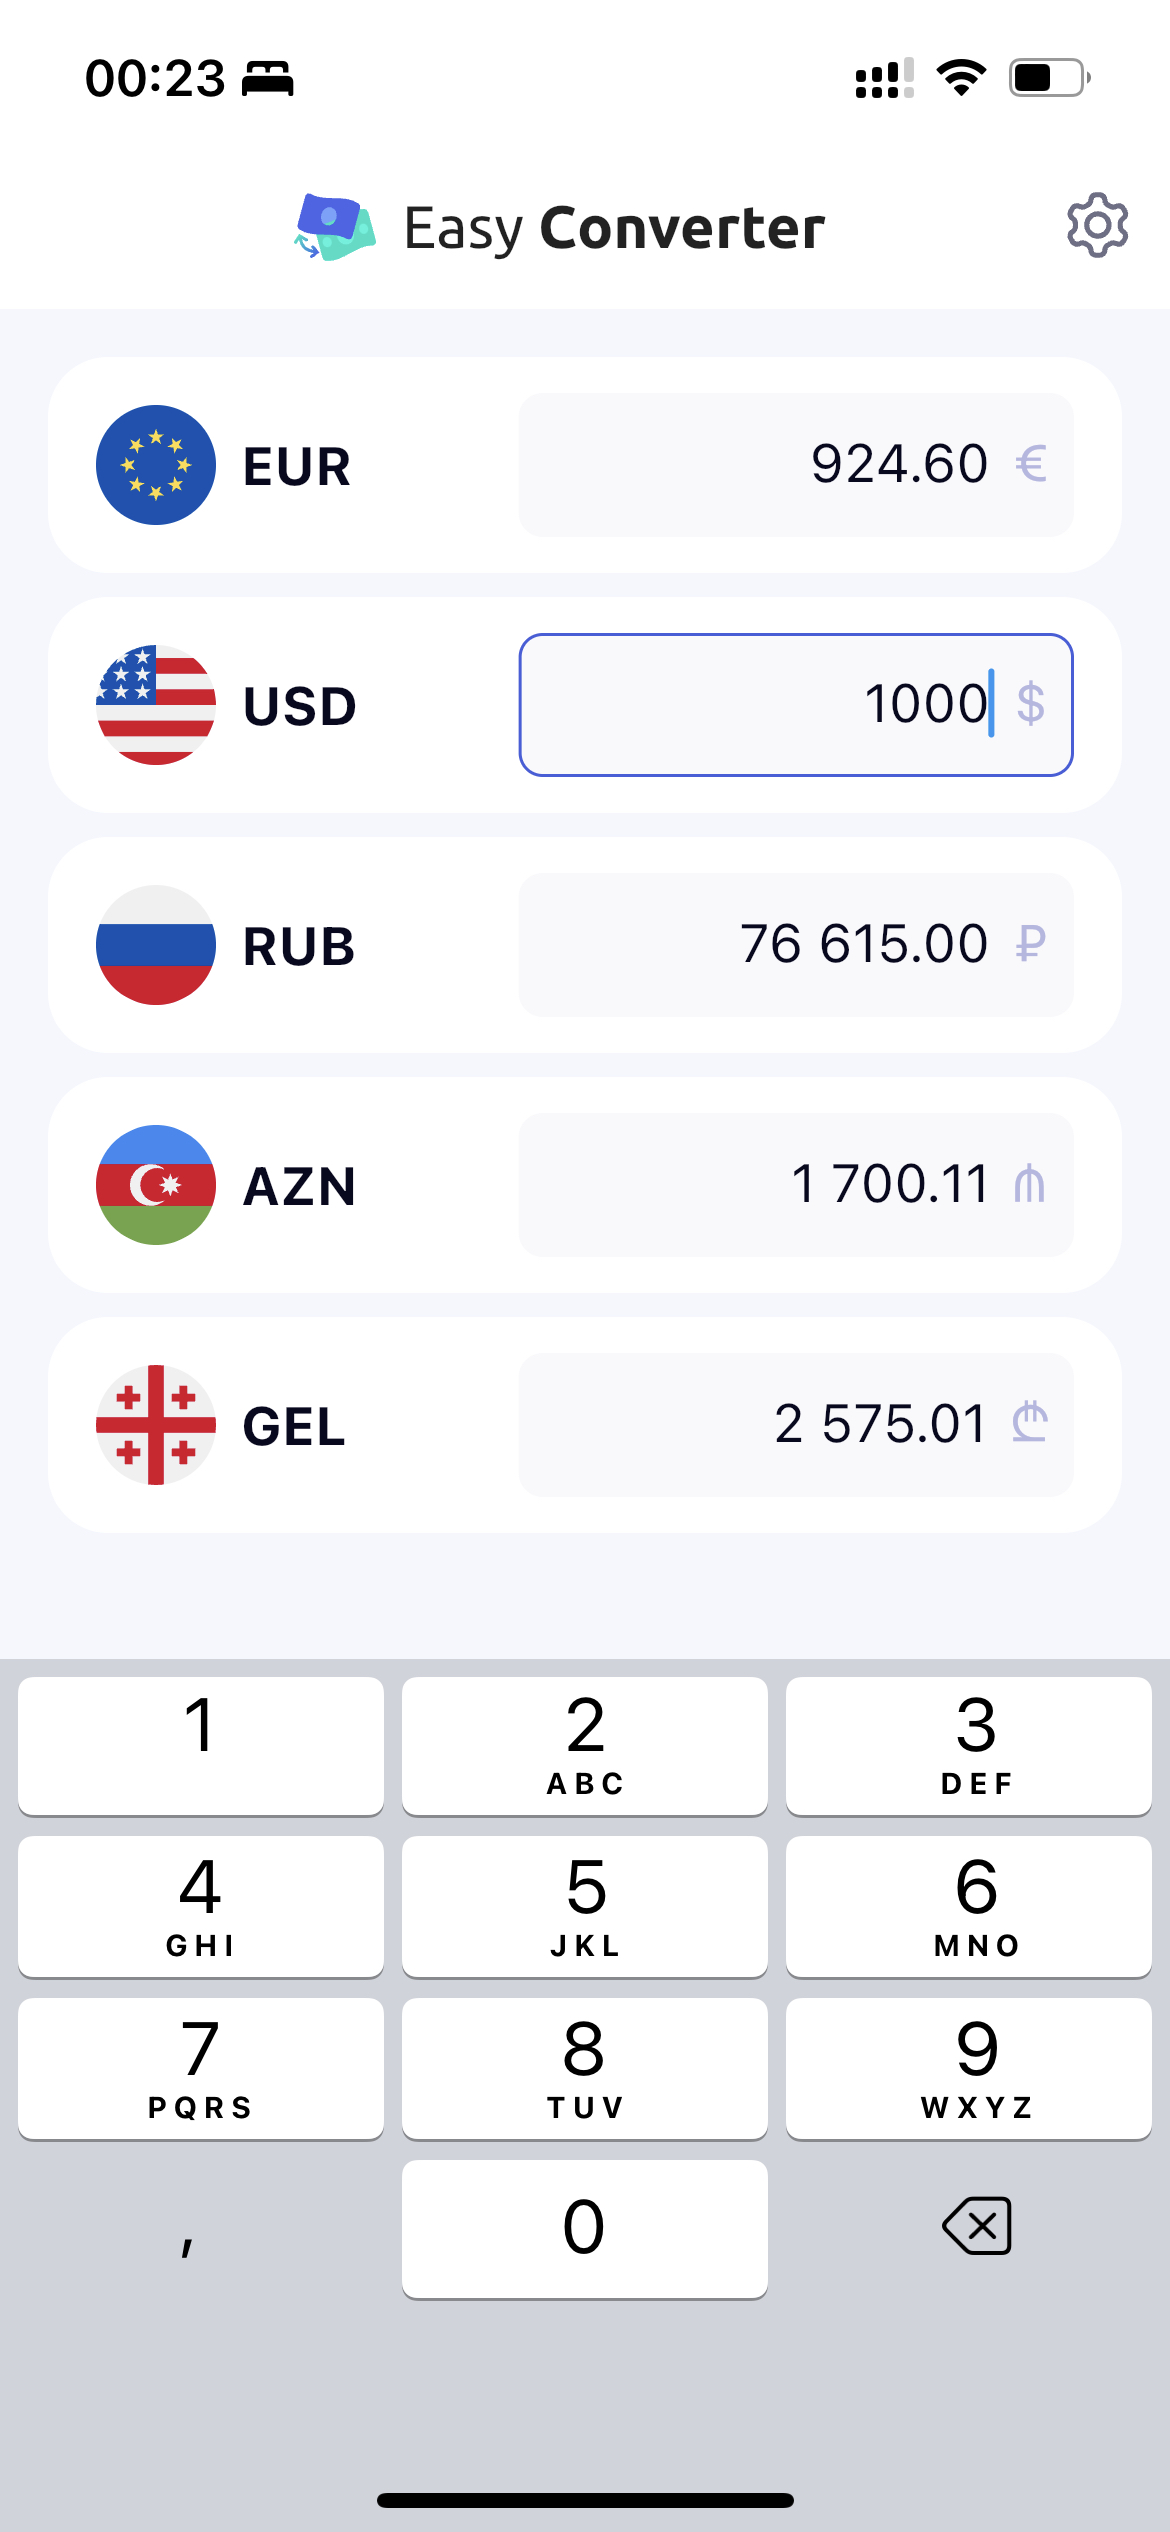 00:23
Easy Converter
EUR 924.60 €
USD 1000 $
RUB 76 615.00 ₽
AZN 1 700.11 ₼
GEL 2 575.01 ₾
1 2 3
ABC DEF
4 5 6
GHI JKL MNO
7 8 9
PQRS TUV WXYZ
, 0